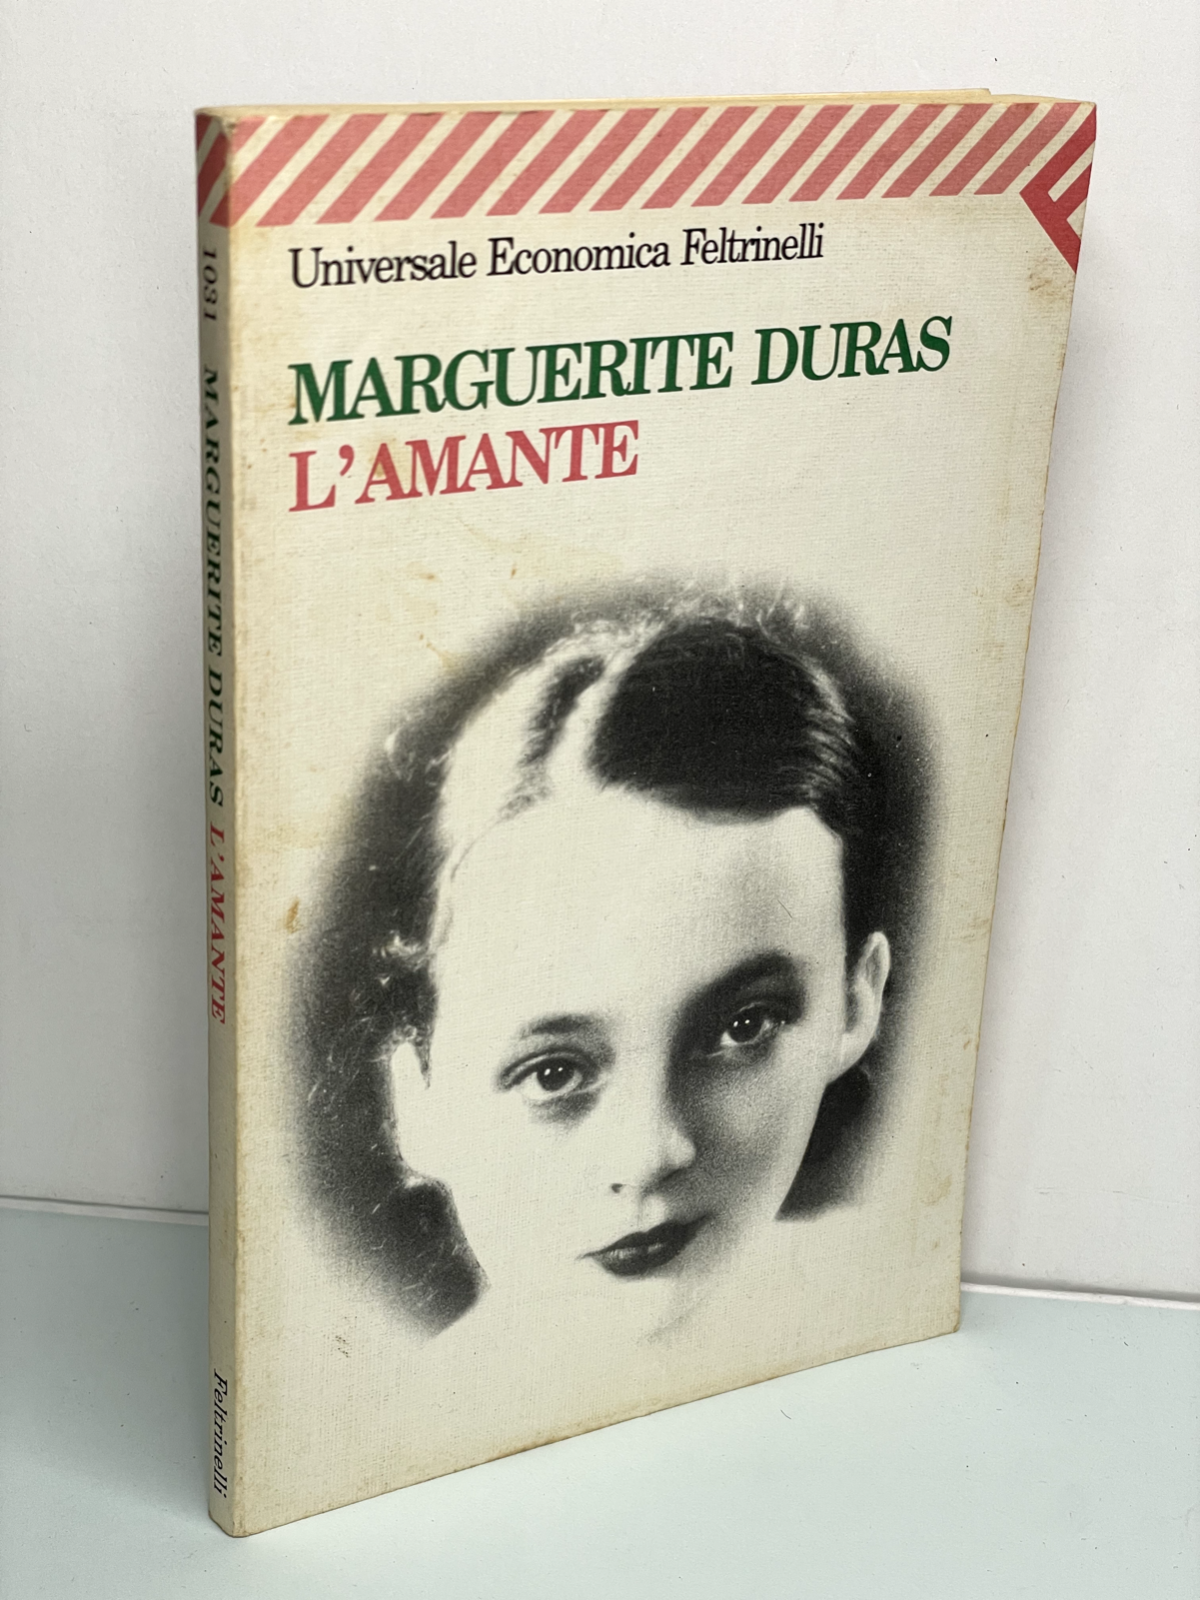 Universale Economica Feltrinelli
MARGUERITE DURAS
L'AMANTE
1031 MARGUERITE DURAS L'AMANTE Feltrinelli